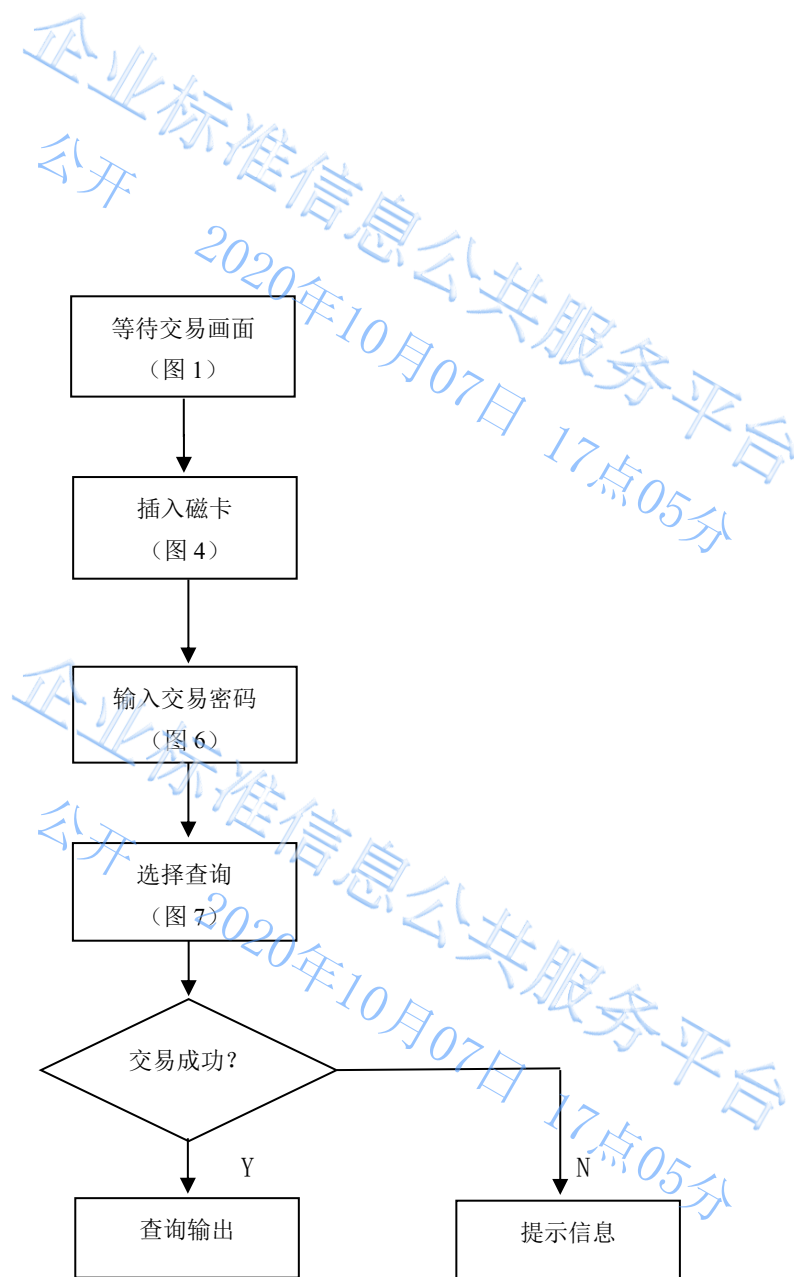 企业标准信息公共服务平台
公开 2020年10月07日 17点05分
等待交易画面
（图 1）
插入磁卡
（图 4）
输入交易密码
（图 6）
企业标准信息公共服务平台
公开 2020年10月07日 17点05分
选择查询
（图 7）
交易成功?
Y
N
查询输出
提示信息